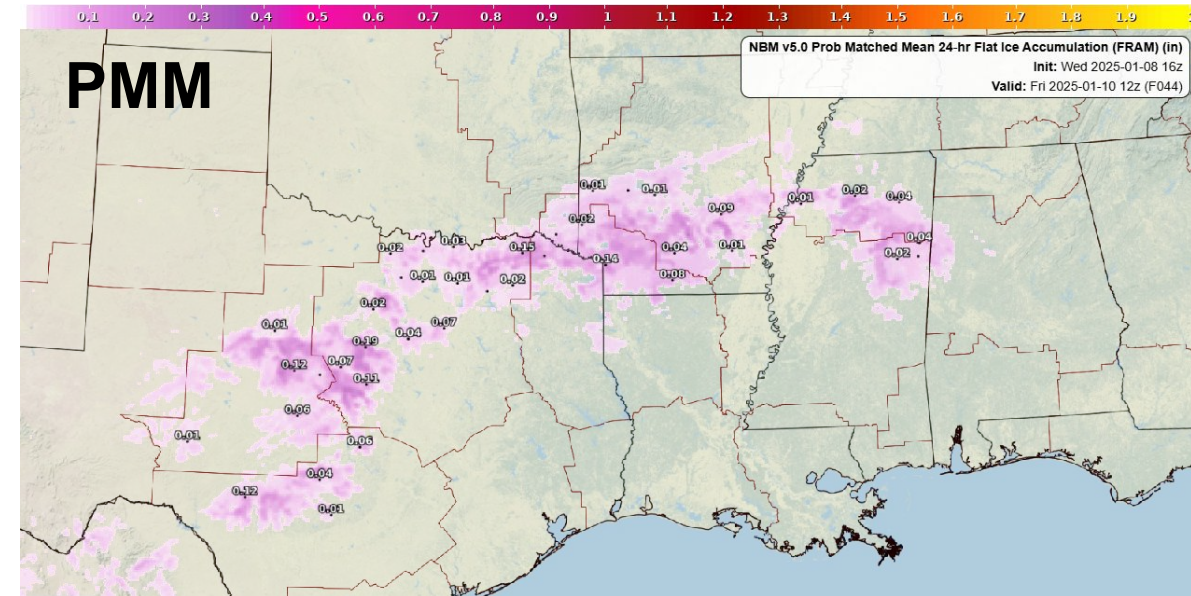 0.1 0.2 0.3 0.4 0.5 0.6 0.7 0.8 0.9 1 1.1 1.2 1.3 1.4 1.5 1.6 1.7 1.8 1.9
NBM v5.0 Prob Matched Mean 24-hr Flat Ice Accumulation (FRAM) (in)
Init: Wed 2025-01-08 16z
Valid: Fri 2025-01-10 12z (F044)
PMM
0.01 0.01 0.02 0.04
0.01
0.02 0.09
0.02 0.03 0.15 0.04 0.01 0.04
0.14 0.02
0.01 0.01 0.02 0.08
0.02
0.01 0.04 0.07
0.19
0.12 0.07
0.11
0.06
0.01 0.06
0.04
0.12
0.01